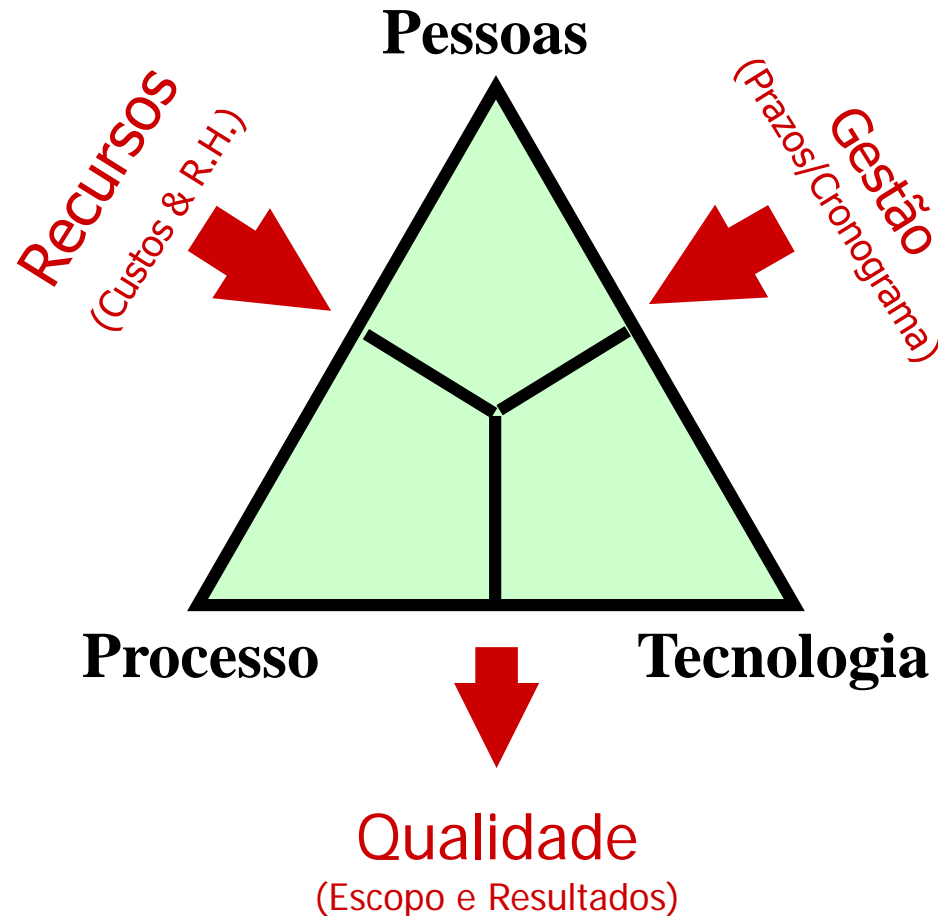 Pessoas
Recursos
(Custos & R.H.)
Gestão
(Prazos/Cronograma)
Processo
Tecnologia
Qualidade
(Escopo e Resultados)